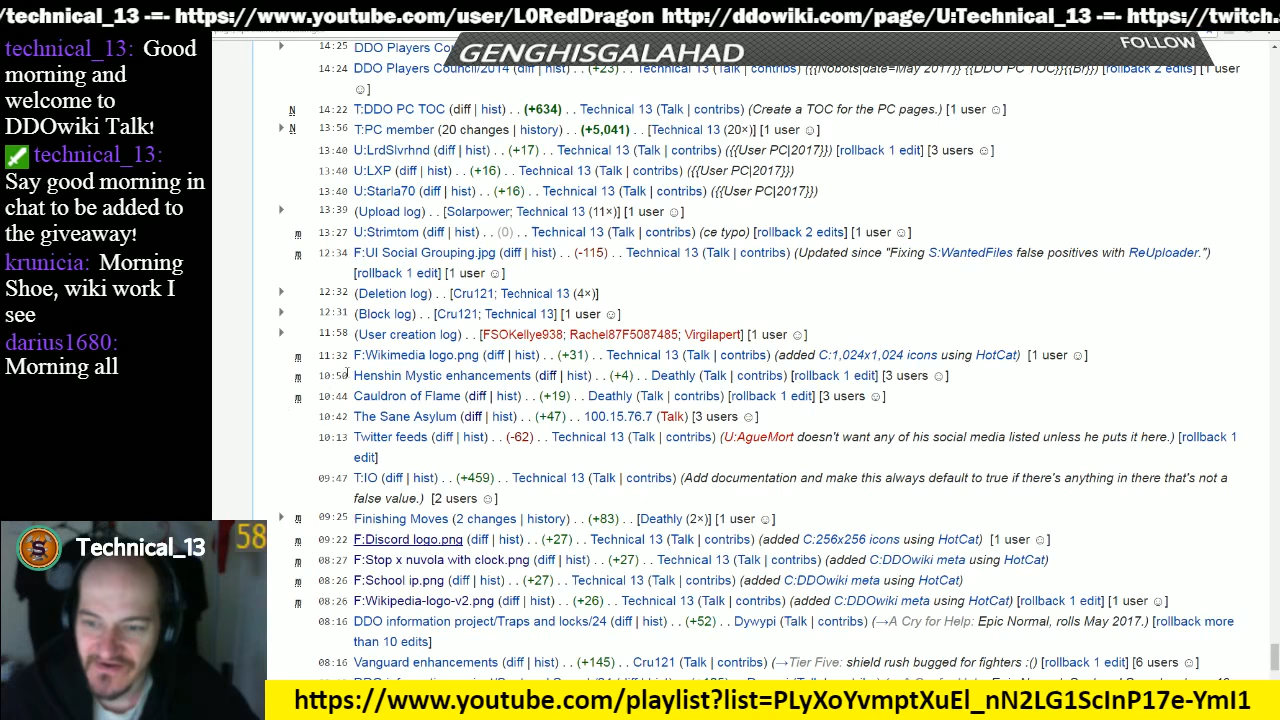 /technical_13 -=- https://www.youtube.com/user/L0RedDragon http://ddowiki.com/page/U:Technical_13 -=- https://twitch.
GENGHISGALAHAD
FOLLOW
technical_13: Good
morning and
welcome to
DDOwiki Talk!
technical_13:
Say good morning in
chat to be added to
the giveaway!
krunicia: Morning
Shoe, wiki work I
see
darius1680:
Morning all
Technical_13
58
14:25 DDO Players Cou
14:24 DDO Players Council/2014 (diff | hist) . . (+23) . . Technical 13 (Talk | contribs) ({{Nobots|date=May 2017}} {{DDO PC TOC}}{{Br}}) [rollback 2 edits] [1 user
☺]
N 14:22 T:DDO PC TOC (diff | hist) . . (+634) . . Technical 13 (Talk | contribs) (Create a TOC for the PC pages.) [1 user ☺]
N 13:56 T:PC member (20 changes | history) . . (+5,041) . . [Technical 13 (20×)] [1 user ☺]
13:40 U:LrdSlvrhnd (diff | hist) . . (+17) . . Technical 13 (Talk | contribs) ({{User PC|2017}}) [rollback 1 edit] [3 users ☺]
13:40 U:LXP (diff | hist) . . (+16) . . Technical 13 (Talk | contribs) ({{User PC|2017}})
13:40 U:Starla70 (diff | hist) . . (+16) . . Technical 13 (Talk | contribs) ({{User PC|2017}})
13:39 (Upload log) . . [Solarpower; Technical 13 (11×)] [1 user ☺]
m 13:27 U:Strimtom (diff | hist) . . (0) . . Technical 13 (Talk | contribs) (ce typo) [rollback 2 edits] [1 user ☺]
m 12:34 F:UI Social Grouping.jpg (diff | hist) . . (-115) . . Technical 13 (Talk | contribs) (Updated since "Fixing S:WantedFiles false positives with ReUploader.")
[rollback 1 edit] [1 user ☺]
12:32 (Deletion log) . . [Cru121; Technical 13 (4×)]
12:31 (Block log) . . [Cru121; Technical 13] [1 user ☺]
11:58 (User creation log) . . [FSOKellye938; Rachel87F5087485; Virgilapert] [1 user ☺]
m 11:32 F:Wikimedia logo.png (diff | hist) . . (+31) . . Technical 13 (Talk | contribs) (added C:1,024x1,024 icons using HotCat) [1 user ☺]
m 10:50 Henshin Mystic enhancements (diff | hist) . . (+4) . . Deathly (Talk | contribs) [rollback 1 edit] [3 users ☺]
m 10:44 Cauldron of Flame (diff | hist) . . (+19) . . Deathly (Talk | contribs) [rollback 1 edit] [3 users ☺]
10:42 The Sane Asylum (diff | hist) . . (+47) . . 100.15.76.7 (Talk) [3 users ☺]
m 10:13 Twitter feeds (diff | hist) . . (-62) . . Technical 13 (Talk | contribs) (U:AgueMort doesn't want any of his social media listed unless he puts it here.) [rollback 1
edit]
09:47 T:IO (diff | hist) . . (+459) . . Technical 13 (Talk | contribs) (Add documentation and make this always default to true if there's anything in there that's not a
false value.) [2 users ☺]
m 09:25 Finishing Moves (2 changes | history) . . (+83) . . [Deathly (2×)] [1 user ☺]
m 09:22 F:Discord logo.png (diff | hist) . . (+27) . . Technical 13 (Talk | contribs) (added C:256x256 icons using HotCat) [1 user ☺]
m 08:27 F:Stop x nuvola with clock.png (diff | hist) . . (+27) . . Technical 13 (Talk | contribs) (added C:DDOwiki meta using HotCat)
m 08:26 F:School ip.png (diff | hist) . . (+27) . . Technical 13 (Talk | contribs) (added C:DDOwiki meta using HotCat)
m 08:26 F:Wikipedia-logo-v2.png (diff | hist) . . (+26) . . Technical 13 (Talk | contribs) (added C:DDOwiki meta using HotCat) [rollback 1 edit] [1 user ☺]
08:16 DDO information project/Traps and locks/24 (diff | hist) . . (+52) . . Dywypi (Talk | contribs) (→A Cry for Help: Epic Normal, rolls May 2017.) [rollback more
than 10 edits]
08:16 Vanguard enhancements (diff | hist) . . (+145) . . Cru121 (Talk | contribs) (→Tier Five: shield rush bugged for fighters :() [rollback 1 edit] [6 users ☺]
https://www.youtube.com/playlist?list=PLyXoYvmptXuEl_nN2LG1ScInP17e-YmI1